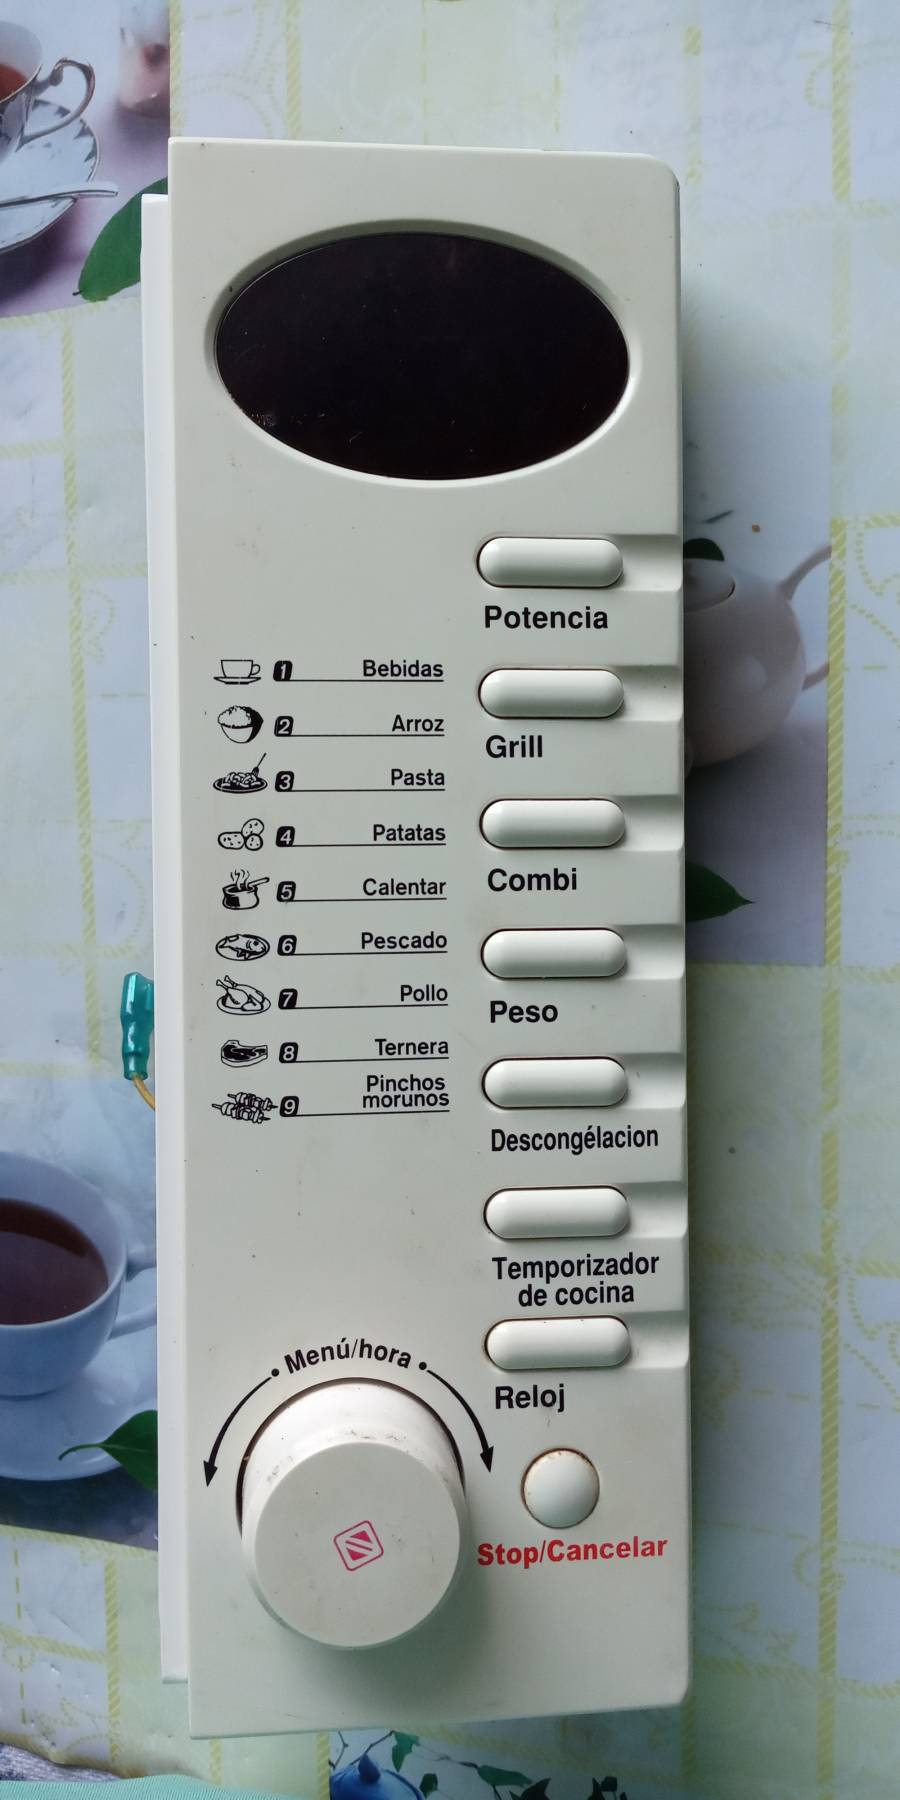 Potencia
1 Bebidas
2 Arroz
3 Pasta
4 Patatas
5 Calentar
6 Pescado
7 Pollo
8 Ternera
9 Pinchos
morunos
Grill
Combi
Peso
Descongélacion
Temporizador
de cocina
Reloj
• Menú/hora •
Stop/Cancelar